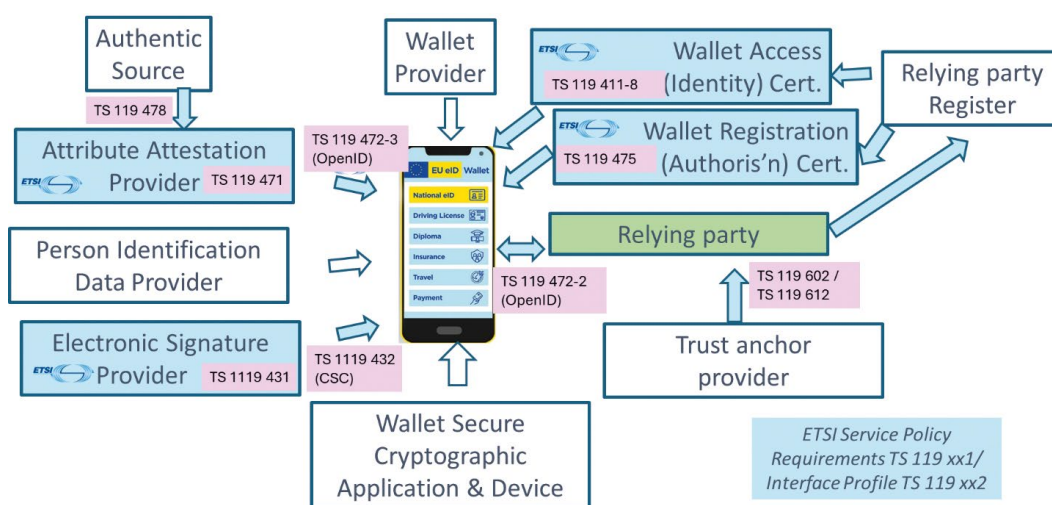 Authentic
Source
TS 119 478
Attribute Attestation
Provider
ETSI
TS 119 471
Wallet
Provider
TS 119 472-3
(OpenID)
ETSI
Wallet Access
TS 119 411-8
(Identity) Cert.
ETSI
Wallet Registration
TS 119 475
(Authoris'n) Cert.
Relying party
Register
EU eID Wallet
National eID
Driving License
Diploma
Insurance
Travel
Payment
Person Identification
Data Provider
Relying party
TS 119 472-2
(OpenID)
TS 119 602 /
TS 119 612
Trust anchor
provider
Electronic Signature
ETSI
Provider
TS 1119 431
TS 1119 432
(CSC)
Wallet Secure
Cryptographic
Application & Device
ETSI Service Policy
Requirements TS 119 xx1/
Interface Profile TS 119 xx2